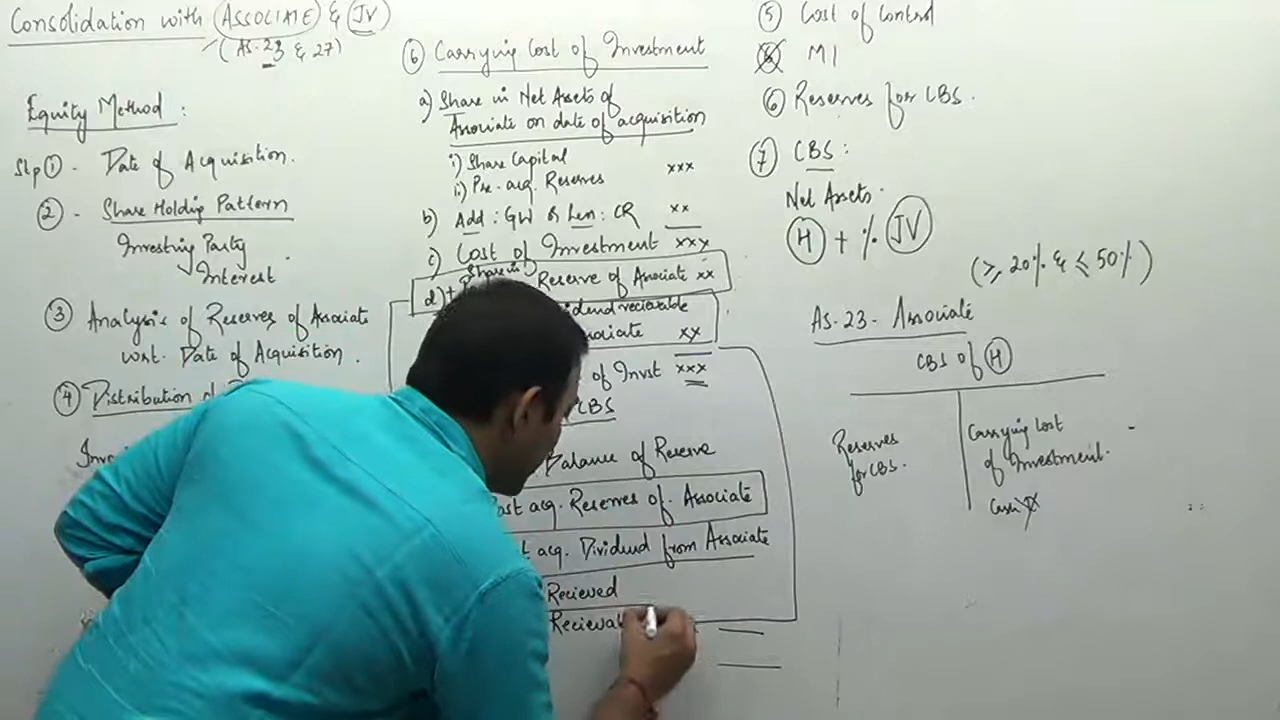 Consolidation with ASSOCIATE & JV
(AS-23 & 27)
Equity Method :
Stp ① - Date of Acquisition.
② - Share Holding Pattern
Investing Party
Interest
③ Analysis of Reserves of Associate
w.r.t. Date of Acquisition.
④ Distribution
⑥ Carrying Cost of Investment
a) Share in Net Assets of
Associate on date of acquisition
i) Share Capital
ii) Pre-acq. Reserves xxx
b) Add : GW or Less : CR xx
c) Cost of Investment xxx
Share in
d) + Reserve of Associate xx
Dividend recievable
Associate xx
of Invst xxx
CBS
Balance of Reserve
Post acq. Reserves of Associate
acq. Dividend from Associate
Recieved
⑤ Cost of Control
MI
⑥ Reserves for CBS.
⑦ CBS :
Net Assets
H + % JV
(≥ 20% & ≤ 50%)
AS-23 - Associate
CBS of H
Reserves
for CBS.
Carrying Cost
of Investment.